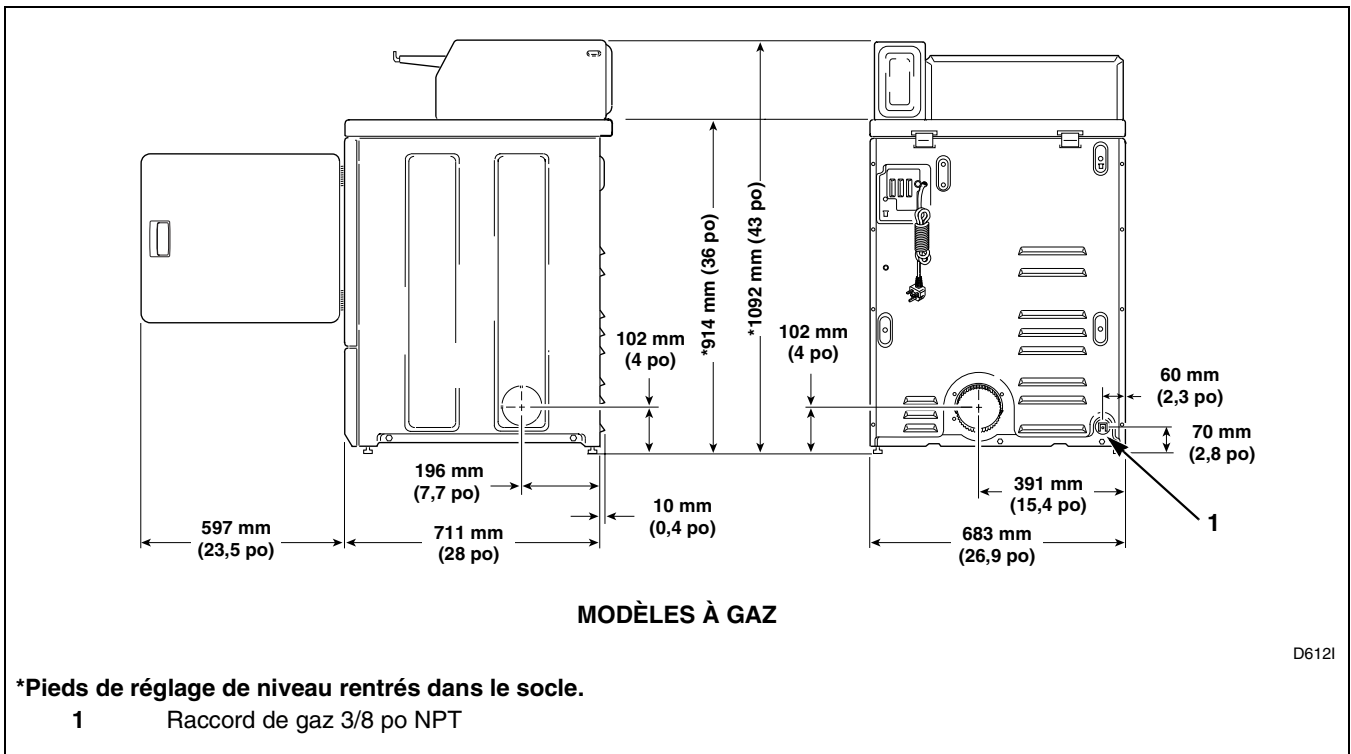 *914 mm (36 po)
*1092 mm (43 po)
102 mm
(4 po)
102 mm
(4 po)
60 mm
(2,3 po)
70 mm
(2,8 po)
196 mm
(7,7 po)
10 mm
(0,4 po)
391 mm
(15,4 po)
1
597 mm
(23,5 po)
711 mm
(28 po)
683 mm
(26,9 po)
MODÈLES À GAZ
D612I
*Pieds de réglage de niveau rentrés dans le socle.
1 Raccord de gaz 3/8 po NPT